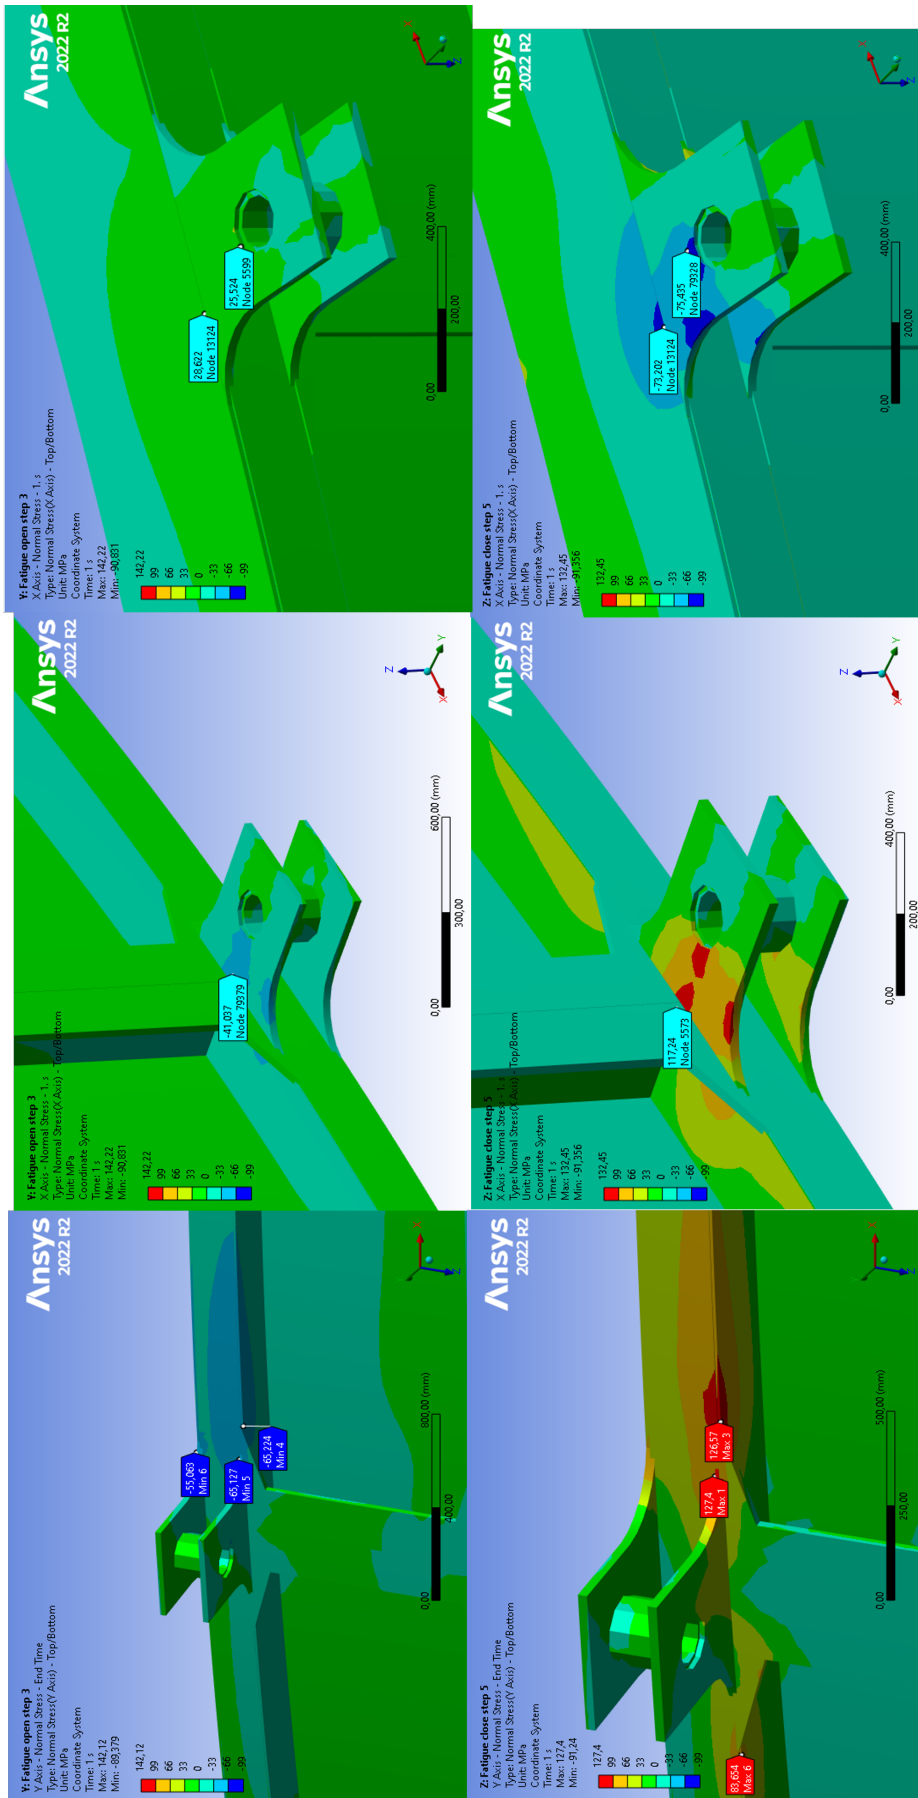 Y: Fatigue open step 3
Y Axis - Normal Stress - End Time
Type: Normal Stress(Y Axis) - Top/Bottom
Unit: MPa
Coordinate System
Time: 1 s
Max: 142,12
Min: -89,379
142,12
99
66
33
0
-33
-66
-99
-55,063
Min 6
-65,127
Min 5
-65,224
Min 4
0,00
400,00
800,00 (mm)
X
Y
Z
Ansys
2022 R2
Y: Fatigue open step 3
X Axis - Normal Stress - 1, s
Type: Normal Stress(X Axis) - Top/Bottom
Unit: MPa
Coordinate System
Time: 1 s
Max: 142,22
Min: -90,831
142,22
99
66
33
0
-33
-66
-99
-41,037
Node 79379
0,00
300,00
600,00 (mm)
Z
Y
X
Ansys
2022 R2
Y: Fatigue open step 3
X Axis - Normal Stress - 1, s
Type: Normal Stress(X Axis) - Top/Bottom
Unit: MPa
Coordinate System
Time: 1 s
Max: 142,22
Min: -90,831
142,22
99
66
33
0
-33
-66
-99
28,622
Node 13124
25,524
Node 5599
0,00
200,00
400,00 (mm)
X
Z
Ansys
2022 R2
Z: Fatigue close step 5
Y Axis - Normal Stress - End Time
Type: Normal Stress(Y Axis) - Top/Bottom
Unit: MPa
Coordinate System
Time: 1 s
Max: 127,4
Min: -91,24
127,4
99
66
33
0
-33
-66
-99
83,654
Max 6
127,4
Max 1
126,57
Max 3
0,00
250,00
500,00 (mm)
X
Y
Z
Ansys
2022 R2
Z: Fatigue close step 5
X Axis - Normal Stress - 1, s
Type: Normal Stress(X Axis) - Top/Bottom
Unit: MPa
Coordinate System
Time: 1 s
Max: 132,45
Min: -91,356
132,45
99
66
33
0
-33
-66
-99
117,24
Node 5573
0,00
200,00
400,00 (mm)
Z
Y
X
Ansys
2022 R2
Z: Fatigue close step 5
X Axis - Normal Stress - 1, s
Type: Normal Stress(X Axis) - Top/Bottom
Unit: MPa
Coordinate System
Time: 1 s
Max: 132,45
Min: -91,356
132,45
99
66
33
0
-33
-66
-99
-73,202
Node 13124
-75,435
Node 79328
0,00
200,00
400,00 (mm)
X
Z
Ansys
2022 R2